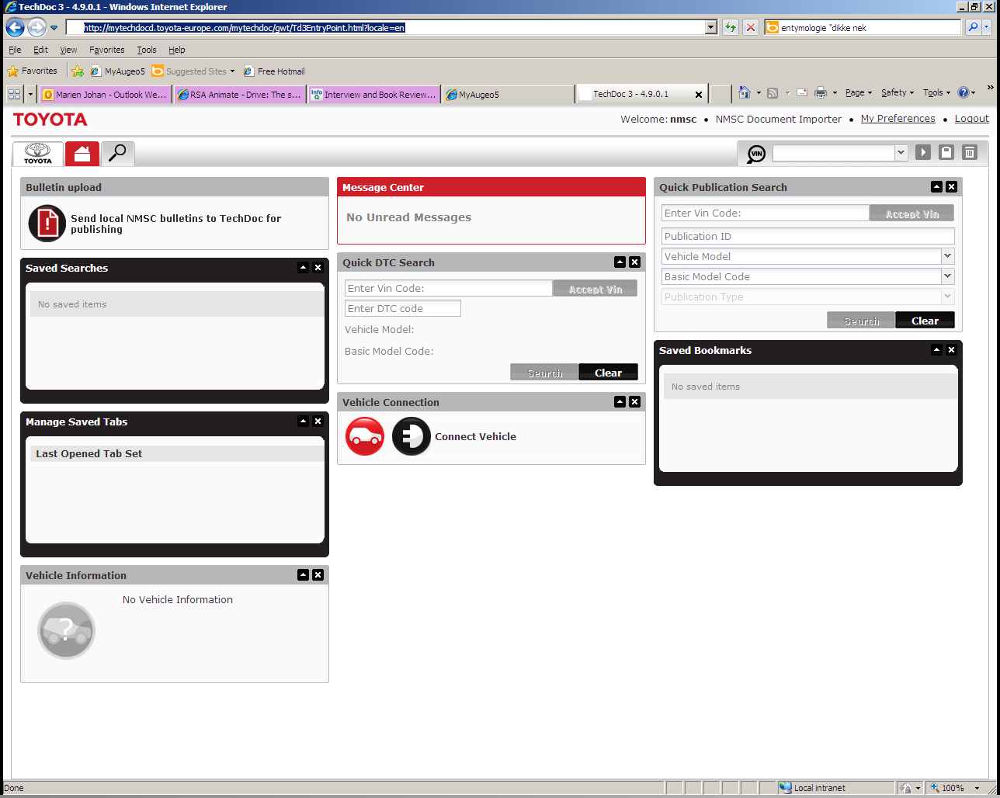 TechDoc 3 - 4.9.0.1 - Windows Internet Explorer
http://mytechdocd.toyota-europe.com/mytechdoc/gwt/Td3EntryPoint.html?locale=en
entymologie "dikke nek
File Edit View Favorites Tools Help
Favorites MyAugeo5 Suggested Sites Free Hotmail
Marien Johan - Outlook We... RSA Animate - Drive: The s... Info Q Interview and Book Review... MyAugeo5 TechDoc 3 - 4.9.0.1 Page Safety Tools »
TOYOTA
Welcome: nmsc • NMSC Document Importer • My Preferences • Logout
TOYOTA
VIN
Bulletin upload
Send local NMSC bulletins to TechDoc for
publishing
Saved Searches
No saved items
Manage Saved Tabs
Last Opened Tab Set
Vehicle Information
?
No Vehicle Information
Message Center
No Unread Messages
Quick DTC Search
Enter Vin Code: Accept Vin
Enter DTC code
Vehicle Model:
Basic Model Code:
Search Clear
Vehicle Connection
Connect Vehicle
Quick Publication Search
Enter Vin Code: Accept Vin
Publication ID
Vehicle Model
Basic Model Code
Publication Type
Search Clear
Saved Bookmarks
No saved items
Done Local intranet 100%